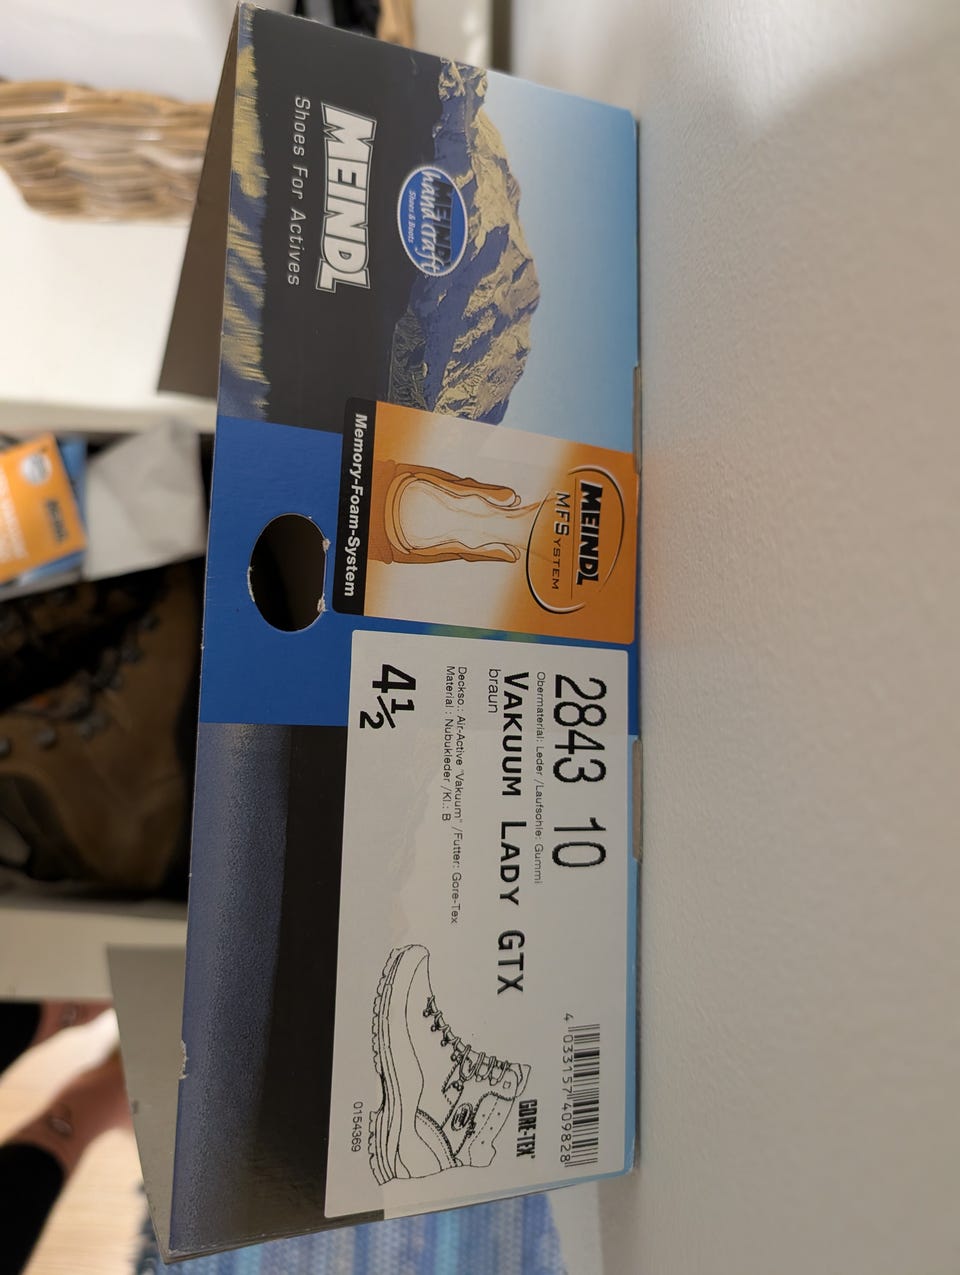 MEINDL
Shoes For Actives
MEINDL
hand craft
Shoes & Boots
MEINDL
MFSYSTEM
Memory-Foam-System
2843 10
Obermaterial: Leder /Laufsohle: Gummi
VAKUUM LADY GTX
braun
Deckso.: Air-Active "Vakuum" /Futter: Gore-Tex
Material : Nubukleder /Kl.: B
4½
4 033157 409828
GORE-TEX®
0154369